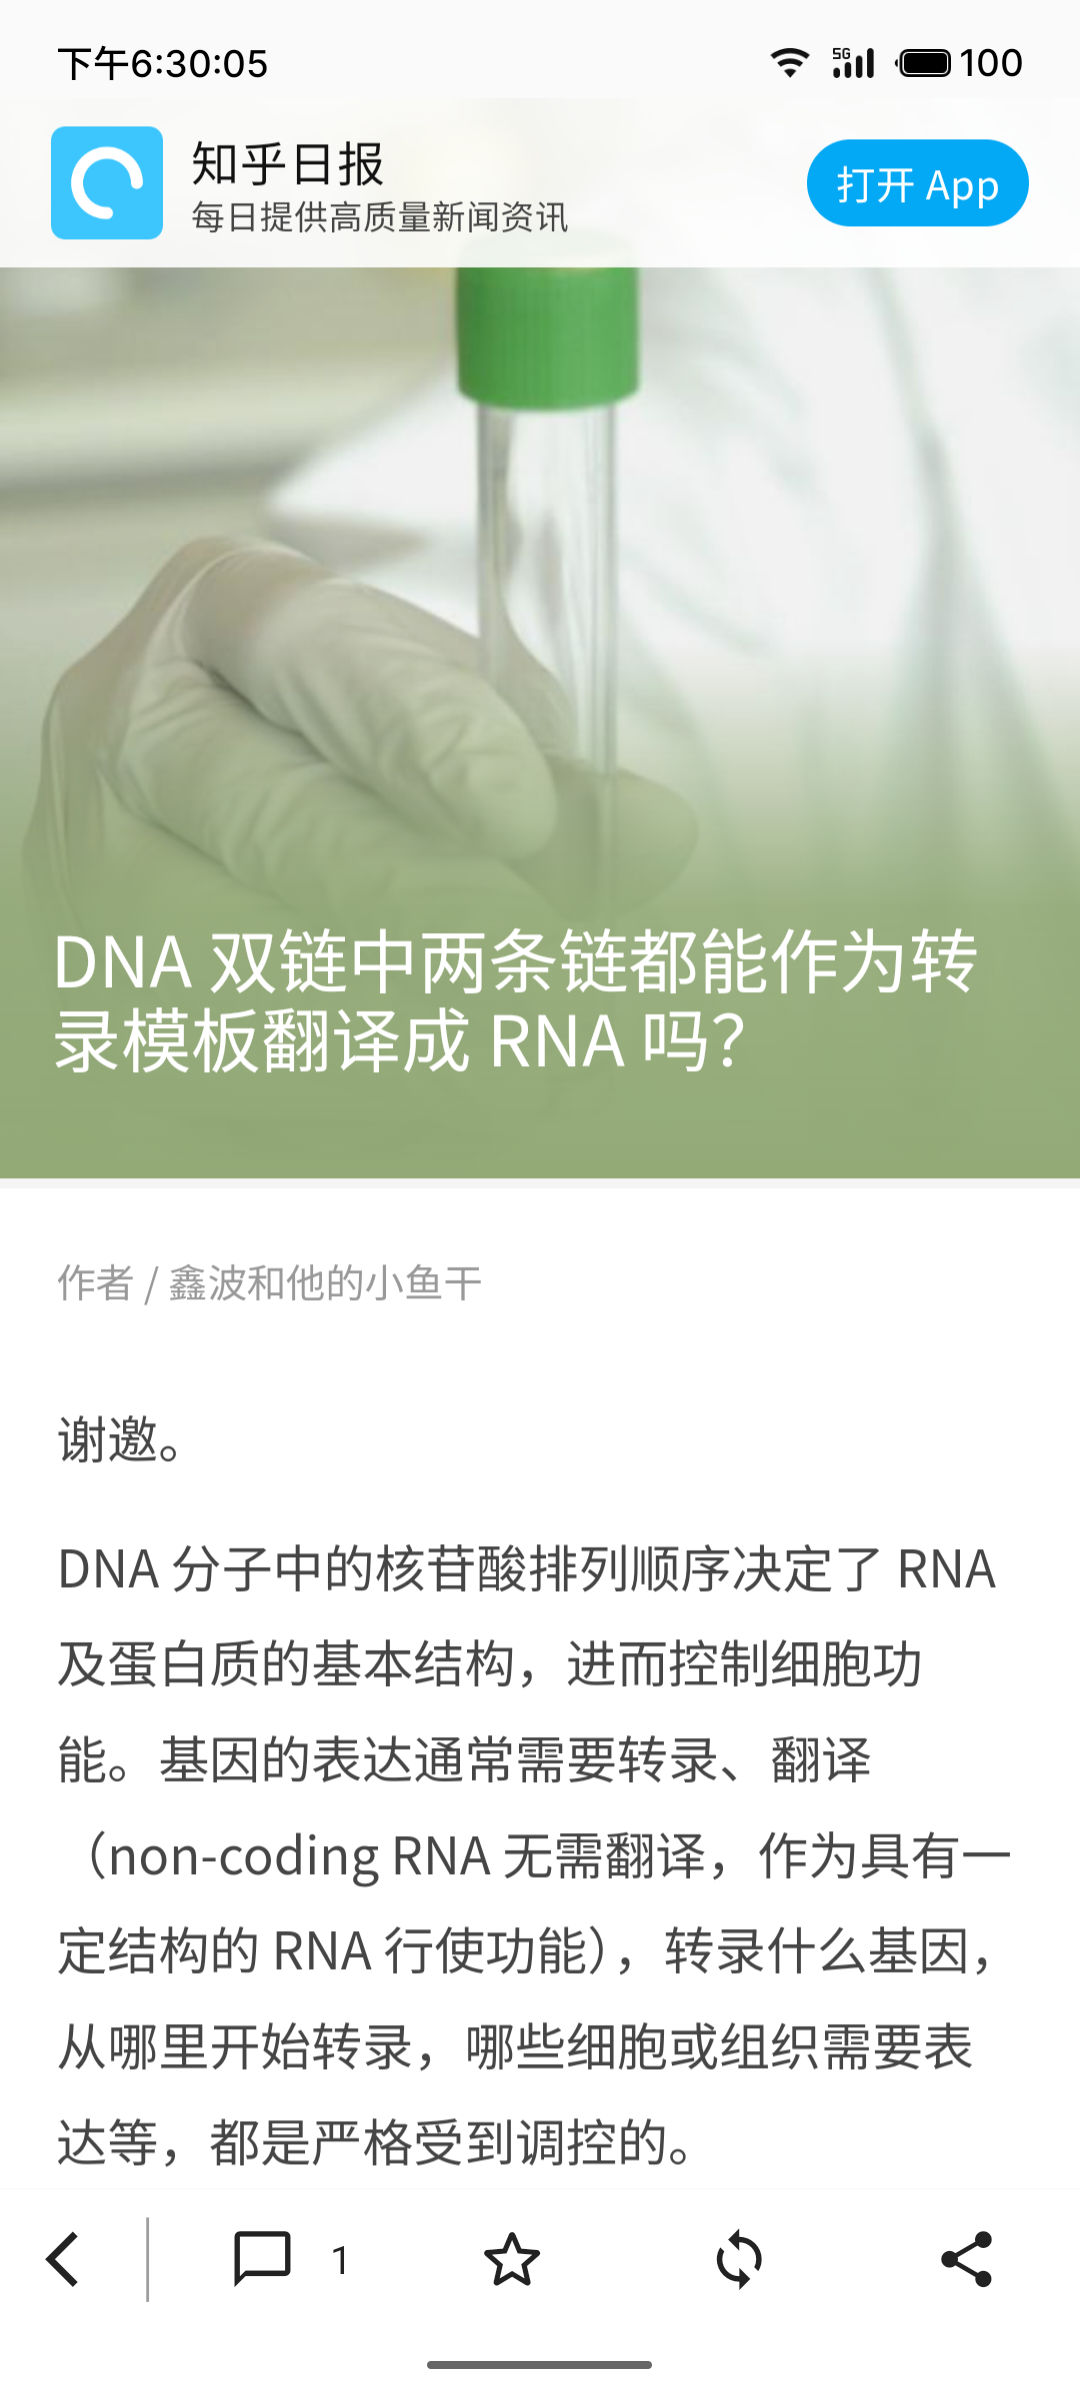 下午6:30:05
5G
100
知乎日报
每日提供高质量新闻资讯
打开 App
DNA 双链中两条链都能作为转
录模板翻译成 RNA 吗？
作者 / 鑫波和他的小鱼干
谢邀。
DNA 分子中的核苷酸排列顺序决定了 RNA
及蛋白质的基本结构，进而控制细胞功
能。基因的表达通常需要转录、翻译
（non-coding RNA 无需翻译，作为具有一
定结构的 RNA 行使功能），转录什么基因，
从哪里开始转录，哪些细胞或组织需要表
达等，都是严格受到调控的。
1